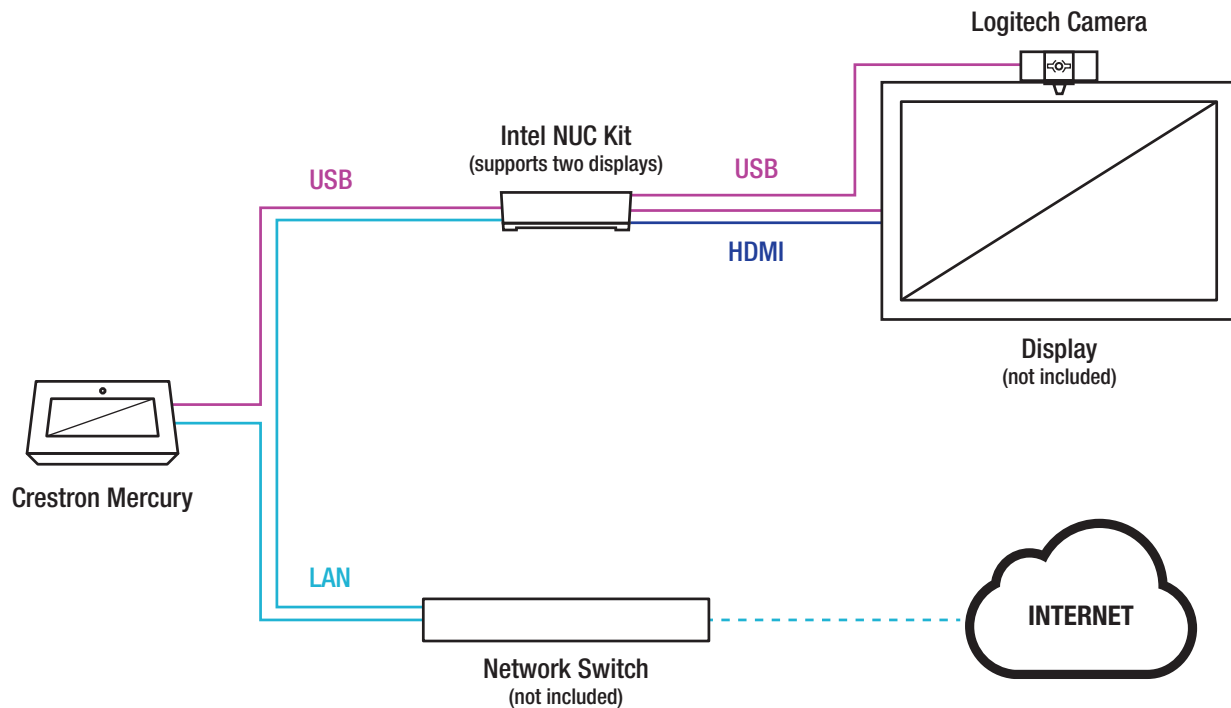 Logitech Camera
Intel NUC Kit
(supports two displays)
USB
USB
HDMI
Display
(not included)
Crestron Mercury
LAN
INTERNET
Network Switch
(not included)